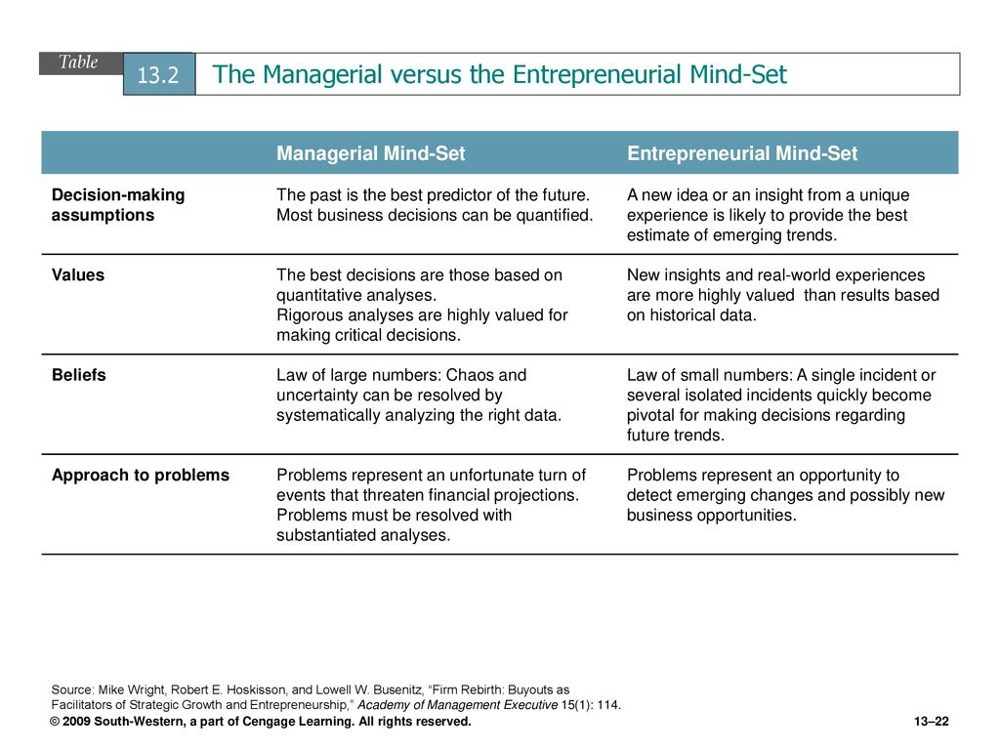 Table
13.2
The Managerial versus the Entrepreneurial Mind-Set
Managerial Mind-Set
Entrepreneurial Mind-Set
Decision-making
assumptions
The past is the best predictor of the future.
Most business decisions can be quantified.
A new idea or an insight from a unique
experience is likely to provide the best
estimate of emerging trends.
Values
The best decisions are those based on
quantitative analyses.
Rigorous analyses are highly valued for
making critical decisions.
New insights and real-world experiences
are more highly valued than results based
on historical data.
Beliefs
Law of large numbers: Chaos and
uncertainty can be resolved by
systematically analyzing the right data.
Law of small numbers: A single incident or
several isolated incidents quickly become
pivotal for making decisions regarding
future trends.
Approach to problems
Problems represent an unfortunate turn of
events that threaten financial projections.
Problems must be resolved with
substantiated analyses.
Problems represent an opportunity to
detect emerging changes and possibly new
business opportunities.
Source: Mike Wright, Robert E. Hoskisson, and Lowell W. Busenitz, “Firm Rebirth: Buyouts as
Facilitators of Strategic Growth and Entrepreneurship,” Academy of Management Executive 15(1): 114.
© 2009 South-Western, a part of Cengage Learning. All rights reserved.
13–22